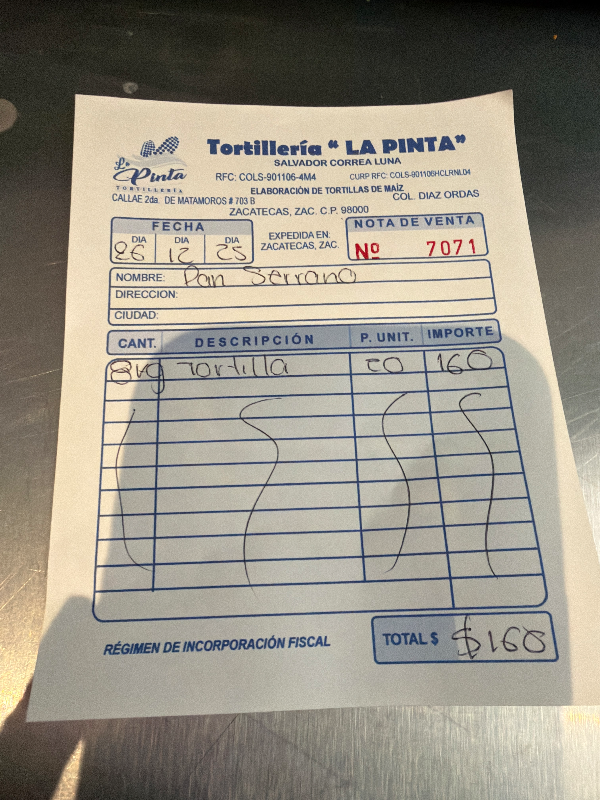 La Pinta
TORTILLERÍA
Tortillería “ LA PINTA”
SALVADOR CORREA LUNA
RFC: COLS-901106-4M4 CURP RFC: COLS-901106HCLRNL04
ELABORACIÓN DE TORTILLAS DE MAÍZ
CALLAE 2da. DE MATAMOROS # 703 B COL. DIAZ ORDAS
ZACATECAS, ZAC. C.P. 98000
FECHA
DIA DIA DIA
26 12 25
EXPEDIDA EN:
ZACATECAS, ZAC.
NOTA DE VENTA
Nº 7071
NOMBRE: Pan Serrano
DIRECCION:
CIUDAD:
CANT. DESCRIPCIÓN P. UNIT. IMPORTE
8kg Tortilla 20 160
RÉGIMEN DE INCORPORACIÓN FISCAL
TOTAL $ $160